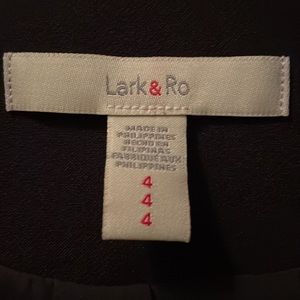 Lark & Ro
MADE IN
PHILIPPINES
HECHO EN
FILIPINAS
FABRIQUE AUX
PHILIPPINES
4
4
4